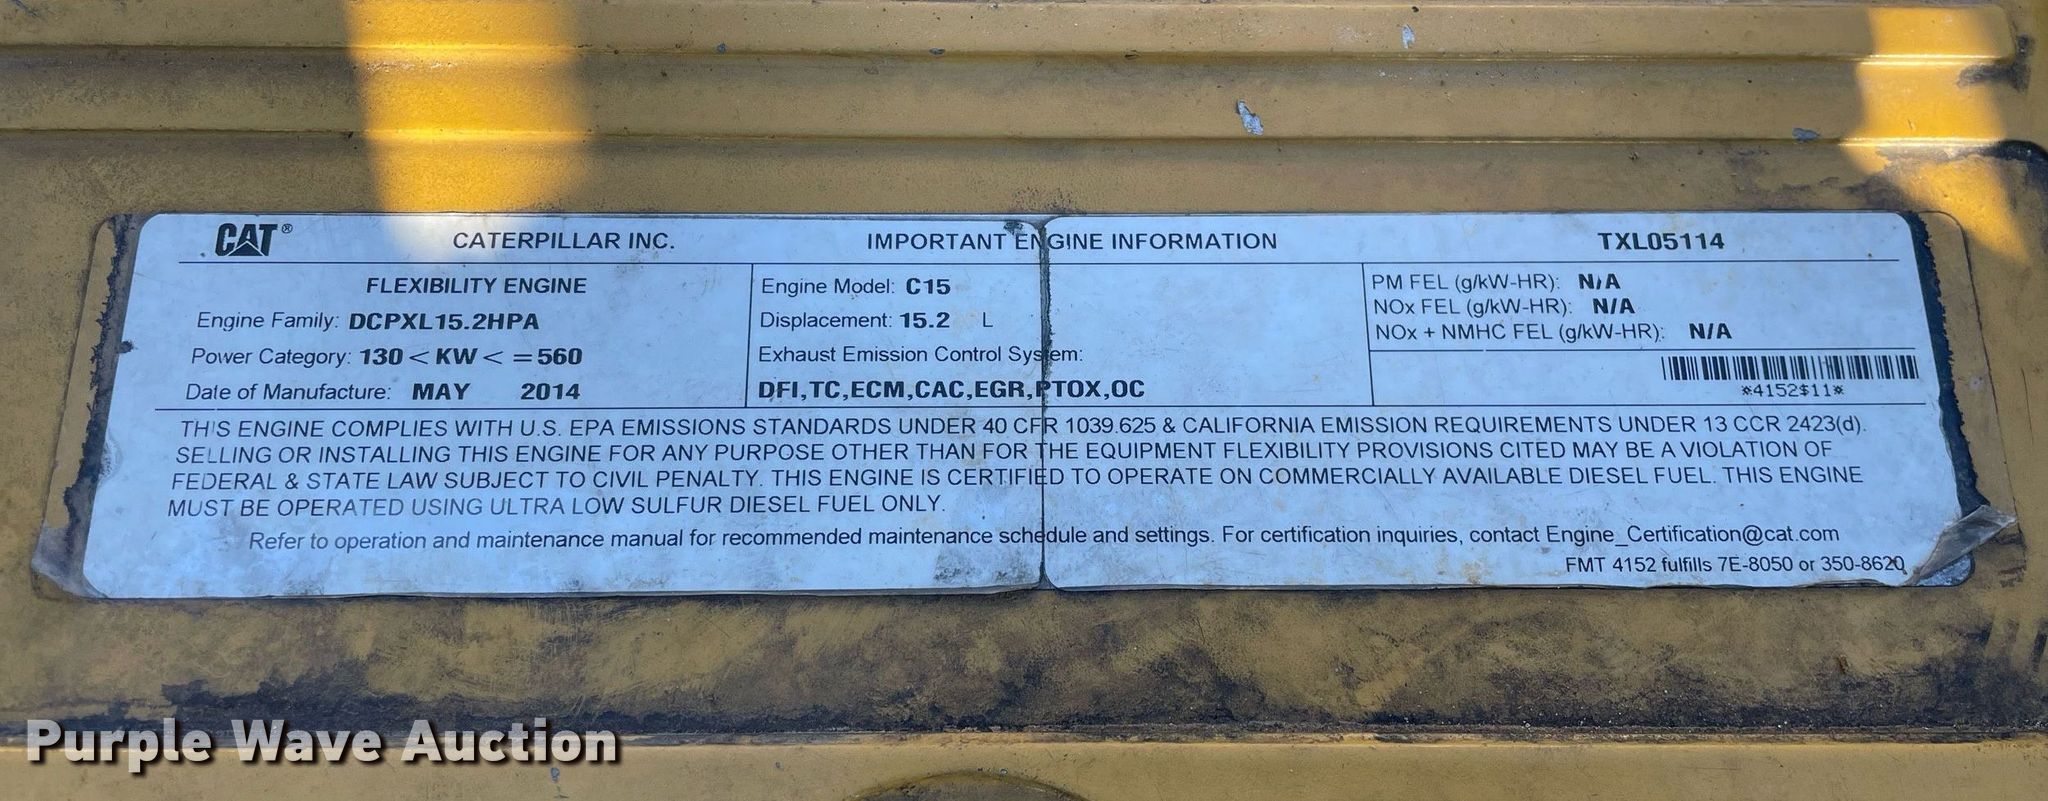 CAT® CATERPILLAR INC. IMPORTANT ENGINE INFORMATION TXL05114
FLEXIBILITY ENGINE
Engine Family: DCPXL15.2HPA
Power Category: 130 < KW < = 560
Date of Manufacture: MAY 2014
Engine Model: C15
Displacement: 15.2 L
Exhaust Emission Control System:
DFI,TC,ECM,CAC,EGR,PTOX,OC
PM FEL (g/kW-HR): N/A
NOx FEL (g/kW-HR): N/A
NOx + NMHC FEL (g/kW-HR): N/A
*4152$11*
THIS ENGINE COMPLIES WITH U.S. EPA EMISSIONS STANDARDS UNDER 40 CFR 1039.625 & CALIFORNIA EMISSION REQUIREMENTS UNDER 13 CCR 2423(d).
SELLING OR INSTALLING THIS ENGINE FOR ANY PURPOSE OTHER THAN FOR THE EQUIPMENT FLEXIBILITY PROVISIONS CITED MAY BE A VIOLATION OF
FEDERAL & STATE LAW SUBJECT TO CIVIL PENALTY. THIS ENGINE IS CERTIFIED TO OPERATE ON COMMERCIALLY AVAILABLE DIESEL FUEL. THIS ENGINE
MUST BE OPERATED USING ULTRA LOW SULFUR DIESEL FUEL ONLY.
Refer to operation and maintenance manual for recommended maintenance schedule and settings. For certification inquiries, contact Engine_Certification@cat.com
FMT 4152 fulfills 7E-8050 or 350-8620
Purple Wave Auction